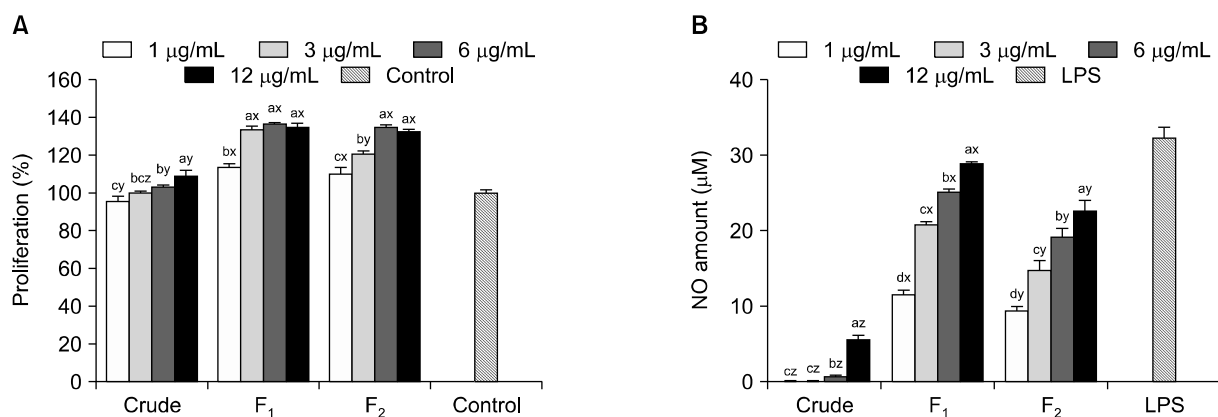 A
1 μg/mL 3 μg/mL 6 μg/mL
12 μg/mL Control
Proliferation (%)
160
140
120
100
80
60
40
20
0
cy bcz by ay
bx ax ax ax
cx by ax ax
Crude F1 F2 Control
B
1 μg/mL 3 μg/mL 6 μg/mL
12 μg/mL LPS
NO amount (μM)
40
30
20
10
0
cz cz bz az
dx cx bx ax
dy cy by ay
Crude F1 F2 LPS